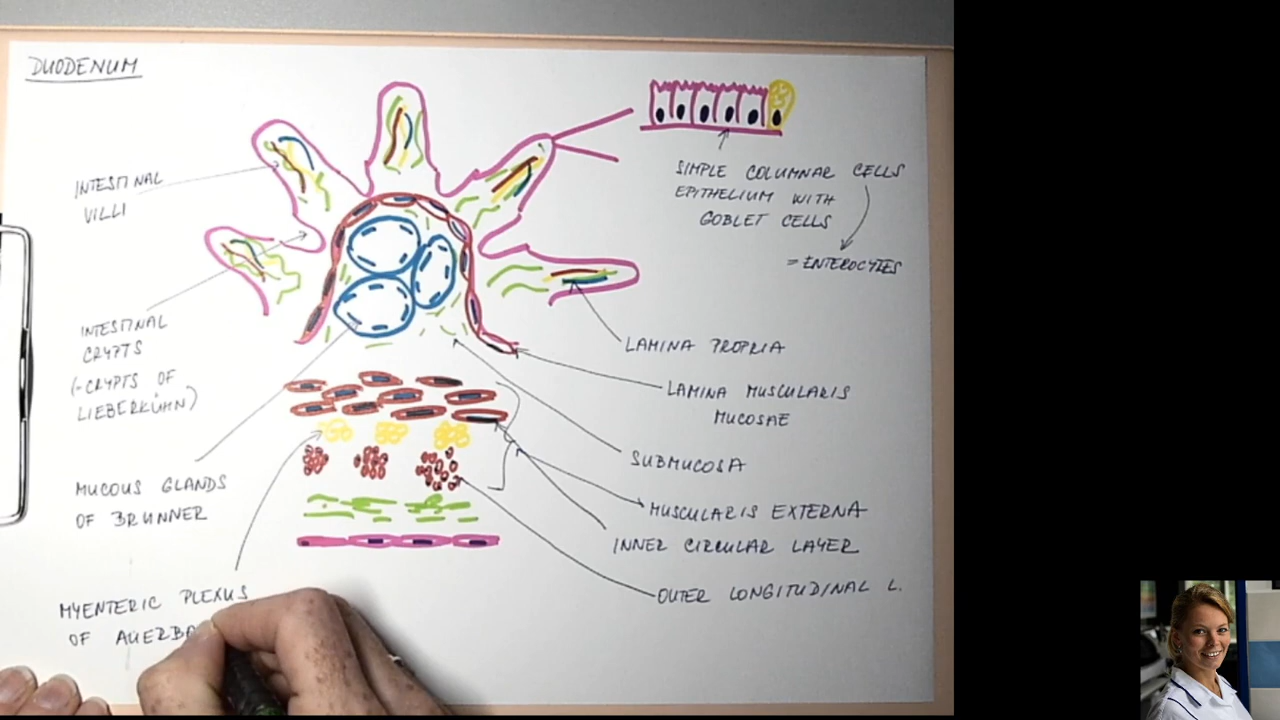 DUODENUM
SIMPLE COLUMNAR CELLS
EPITHELIUM WITH
GOBLET CELLS
= ENTEROCYTES
INTESTINAL
VILLI
INTESTINAL
CRYPTS
(=CRYPTS OF
LIEBERKÜHN)
MUCOUS GLANDS
OF BRUNNER
MYENTERIC PLEXUS
OF AUERBA
LAMINA PROPRIA
LAMINA MUSCULARIS
MUCOSAE
SUBMUCOSA
MUSCULARIS EXTERNA
INNER CIRCULAR LAYER
OUTER LONGITUDINAL L.